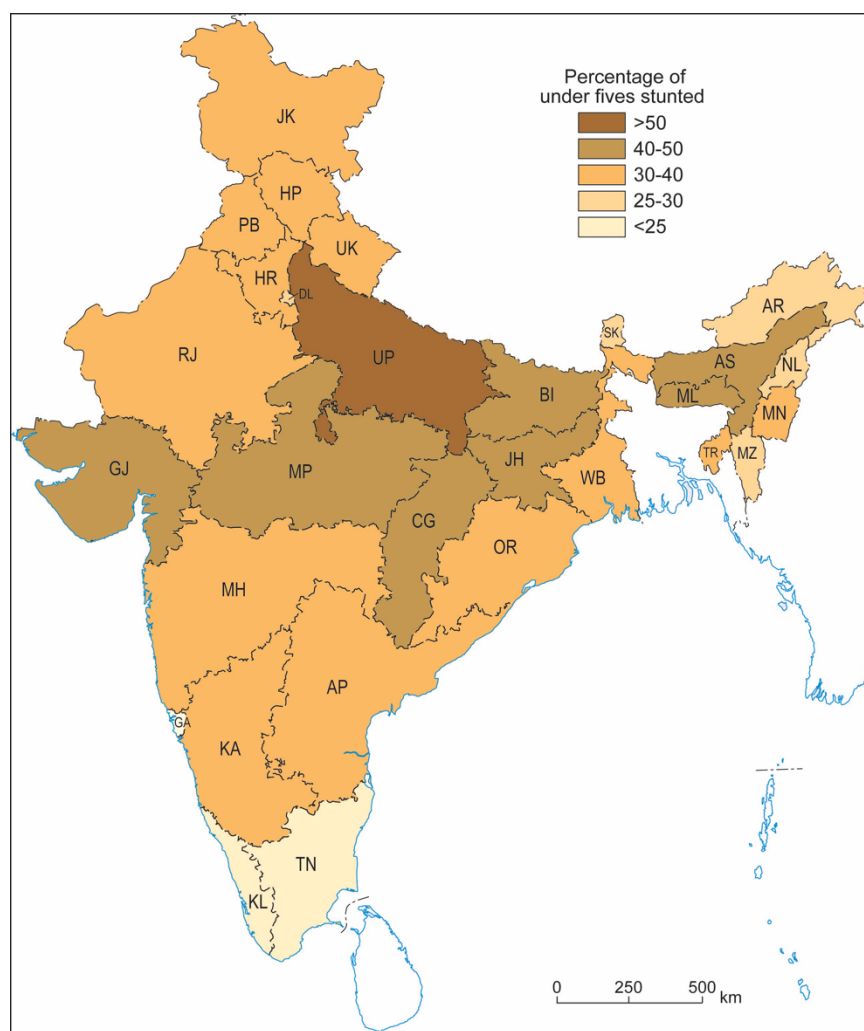 Percentage of
under fives stunted
>50
40-50
30-40
25-30
<25
JK
HP
PB
UK
HR
DL
RJ
UP
SK
AR
AS
NL
BI
ML
MN
GJ
MP
JH
TR
MZ
WB
CG
OR
MH
AP
GA
KA
TN
KL
0 250 500 km